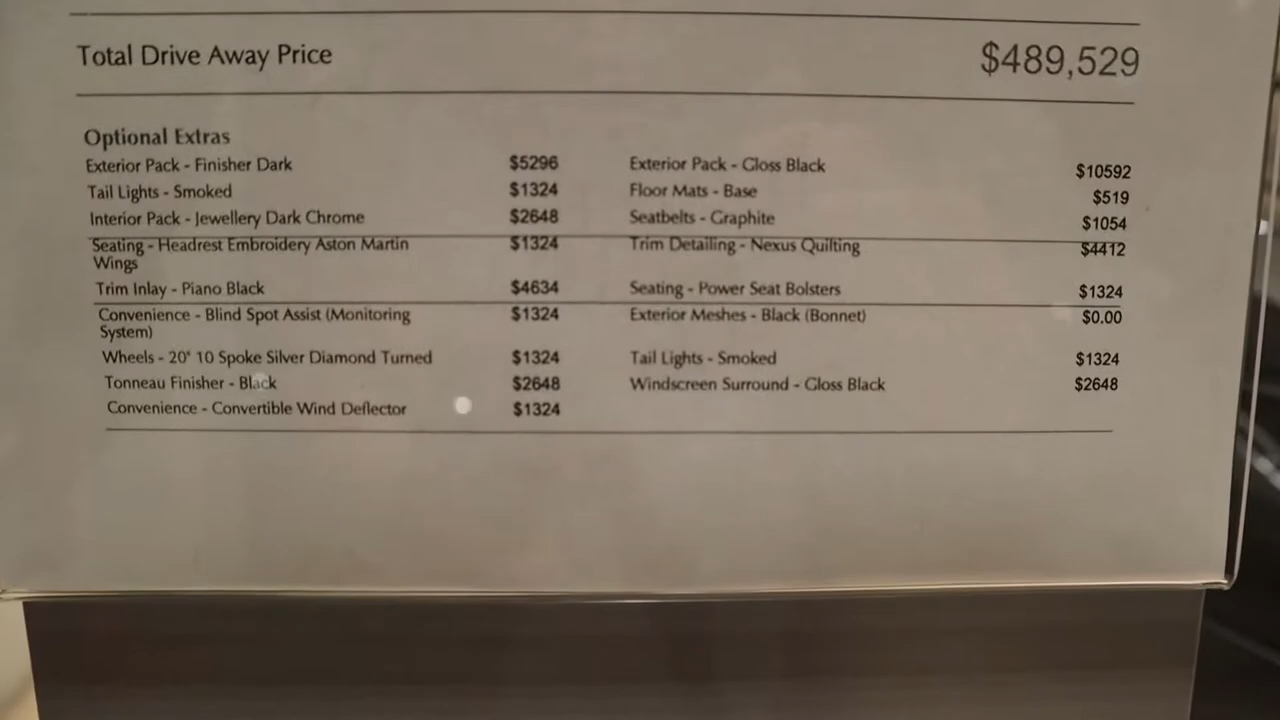 Total Drive Away Price $489,529
Optional Extras
Exterior Pack - Finisher Dark $5296 Exterior Pack - Gloss Black $10592
Tail Lights - Smoked $1324 Floor Mats - Base $519
Interior Pack - Jewellery Dark Chrome $2648 Seatbelts - Graphite $1054
Seating - Headrest Embroidery Aston Martin $1324 Trim Detailing - Nexus Quilting $4412
Wings
Trim Inlay - Piano Black $4634 Seating - Power Seat Bolsters $1324
Convenience - Blind Spot Assist (Monitoring $1324 Exterior Meshes - Black (Bonnet) $0.00
System)
Wheels - 20" 10 Spoke Silver Diamond Turned $1324 Tail Lights - Smoked $1324
Tonneau Finisher - Black $2648 Windscreen Surround - Gloss Black $2648
Convenience - Convertible Wind Deflector $1324